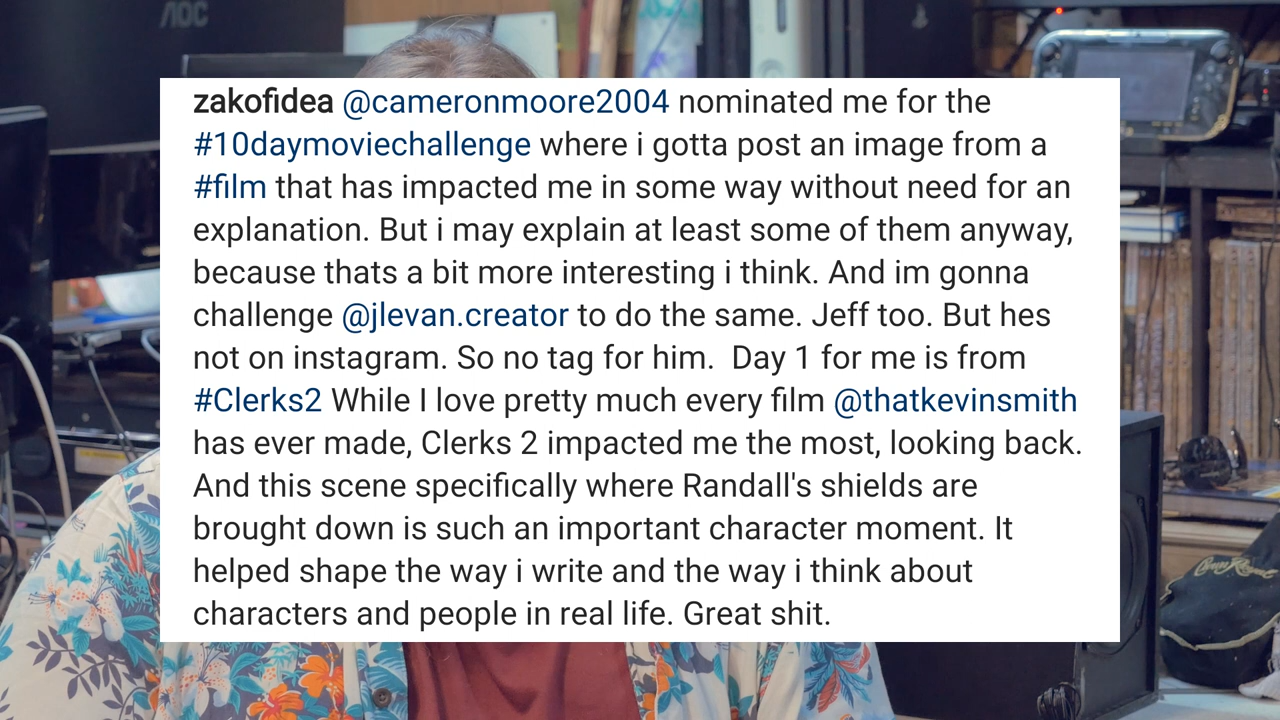 AOC
zakofidea @cameronmoore2004 nominated me for the
#10daymoviechallenge where i gotta post an image from a
#film that has impacted me in some way without need for an
explanation. But i may explain at least some of them anyway,
because thats a bit more interesting i think. And im gonna
challenge @jlevan.creator to do the same. Jeff too. But hes
not on instagram. So no tag for him.  Day 1 for me is from
#Clerks2 While I love pretty much every film @thatkevinsmith
has ever made, Clerks 2 impacted me the most, looking back.
And this scene specifically where Randall's shields are
brought down is such an important character moment. It
helped shape the way i write and the way i think about
characters and people in real life. Great shit.
Crown Royal